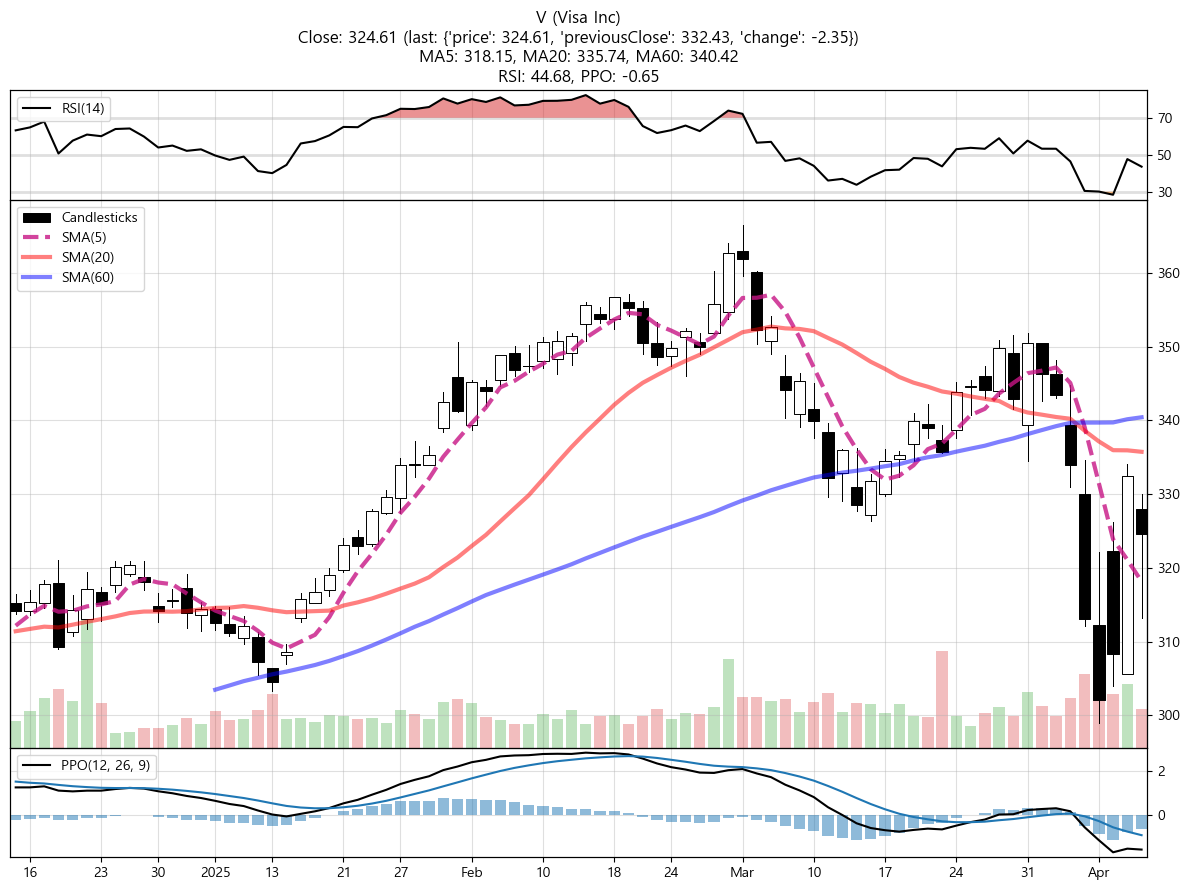 V (Visa Inc)
Close: 324.61 (last: {'price': 324.61, 'previousClose': 332.43, 'change': -2.35})
MA5: 318.15, MA20: 335.74, MA60: 340.42
RSI: 44.68, PPO: -0.65
RSI(14)
70
50
30
Candlesticks
SMA(5)
SMA(20)
SMA(60)
360
350
340
330
320
310
300
PPO(12, 26, 9)
2
0
16 23 30 2025 13 21 27 Feb 10 18 24 Mar 10 17 24 31 Apr